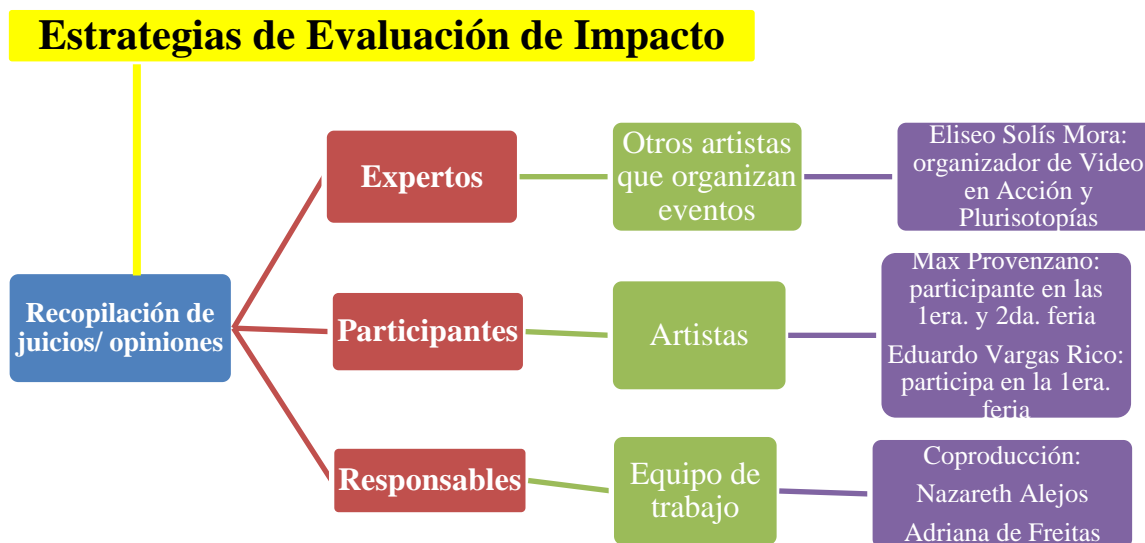 Estrategias de Evaluación de Impacto
Recopilación de
juicios/ opiniones
Expertos
Otros artistas
que organizan
eventos
Eliseo Solís Mora:
organizador de Video
en Acción y
Plurisotopías
Participantes
Artistas
Max Provenzano:
participante en las
1era. y 2da. feria
Eduardo Vargas Rico:
participa en la 1era.
feria
Responsables
Equipo de
trabajo
Coproducción:
Nazareth Alejos
Adriana de Freitas